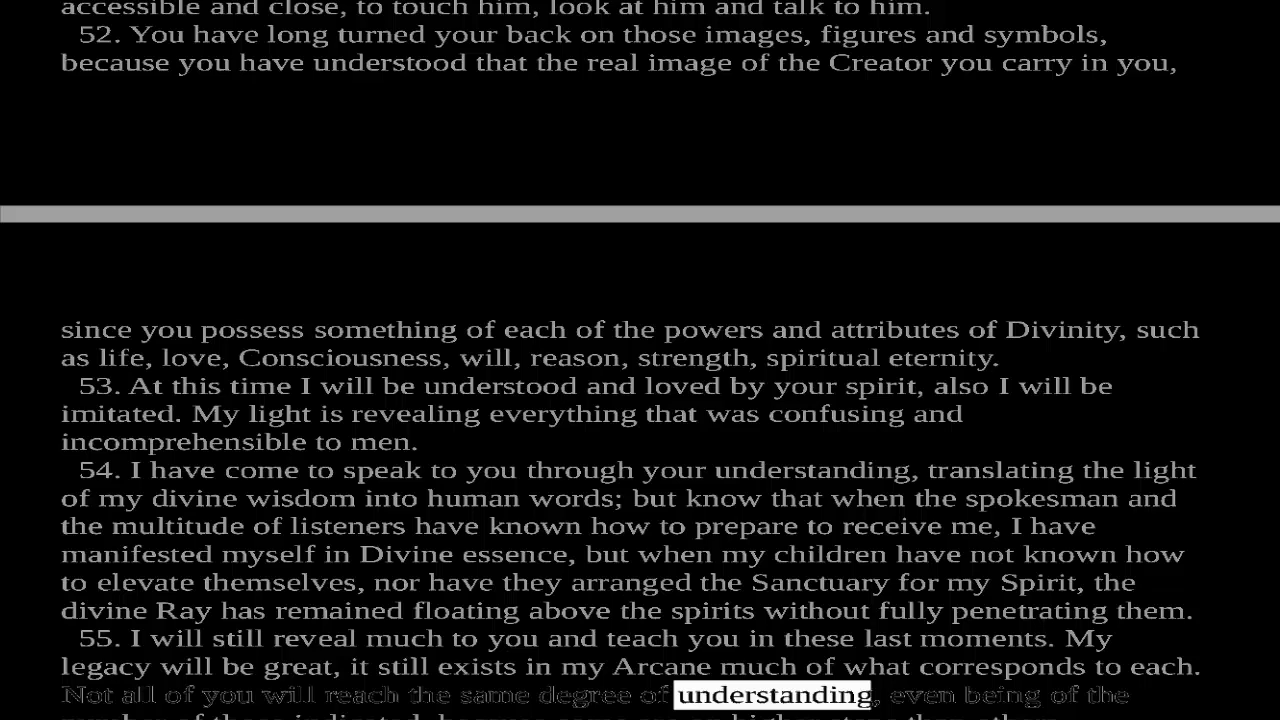 accessible and close, to touch him, look at him and talk to him.
52. You have long turned your back on those images, figures and symbols,
because you have understood that the real image of the Creator you carry in you,
since you possess something of each of the powers and attributes of Divinity, such
as life, love, Consciousness, will, reason, strength, spiritual eternity.
53. At this time I will be understood and loved by your spirit, also I will be
imitated. My light is revealing everything that was confusing and
incomprehensible to men.
54. I have come to speak to you through your understanding, translating the light
of my divine wisdom into human words; but know that when the spokesman and
the multitude of listeners have known how to prepare to receive me, I have
manifested myself in Divine essence, but when my children have not known how
to elevate themselves, nor have they arranged the Sanctuary for my Spirit, the
divine Ray has remained floating above the spirits without fully penetrating them.
55. I will still reveal much to you and teach you in these last moments. My
legacy will be great, it still exists in my Arcane much of what corresponds to each.
Not all of you will reach the same degree of understanding, even being of the